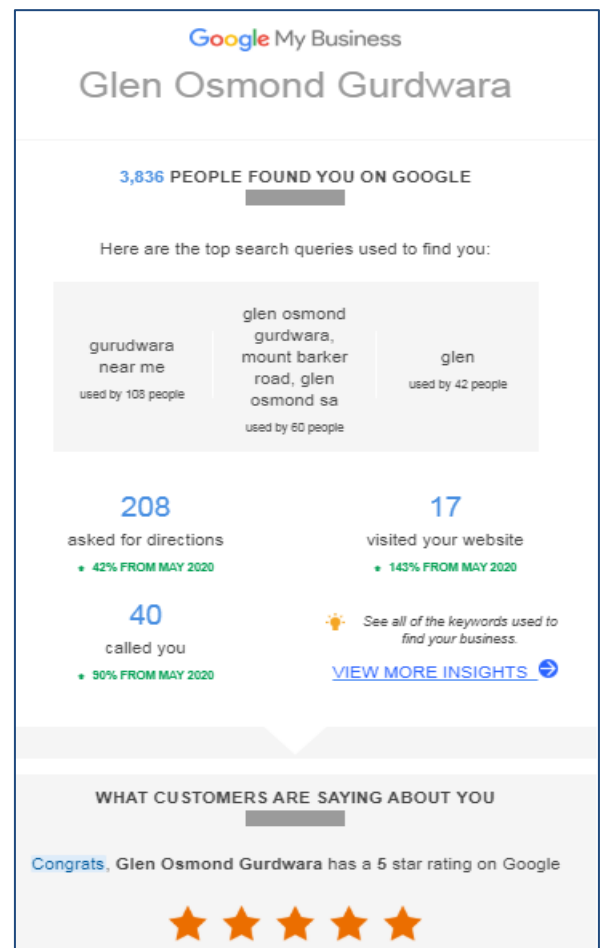 Google My Business
Glen Osmond Gurdwara
3,836 PEOPLE FOUND YOU ON GOOGLE
Here are the top search queries used to find you:
gurudwara
near me
used by 108 people
glen osmond
gurdwara,
mount barker
road, glen
osmond sa
used by 60 people
glen
used by 42 people
208
asked for directions
42% FROM MAY 2020
17
visited your website
143% FROM MAY 2020
40
called you
90% FROM MAY 2020
See all of the keywords used to
find your business.
VIEW MORE INSIGHTS
WHAT CUSTOMERS ARE SAYING ABOUT YOU
Congrats, Glen Osmond Gurdwara has a 5 star rating on Google